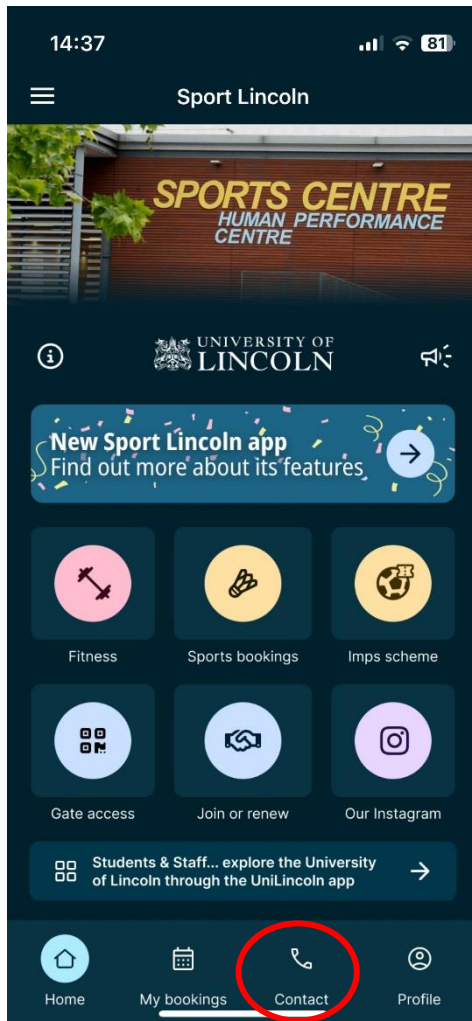 14:37
81
Sport Lincoln
SPORTS CENTRE
HUMAN PERFORMANCE
CENTRE
UNIVERSITY OF
LINCOLN
New Sport Lincoln app
Find out more about its features
Fitness
Sports bookings
Imps scheme
Gate access
Join or renew
Our Instagram
Students & Staff... explore the University
of Lincoln through the UniLincoln app
Home
My bookings
Contact
Profile